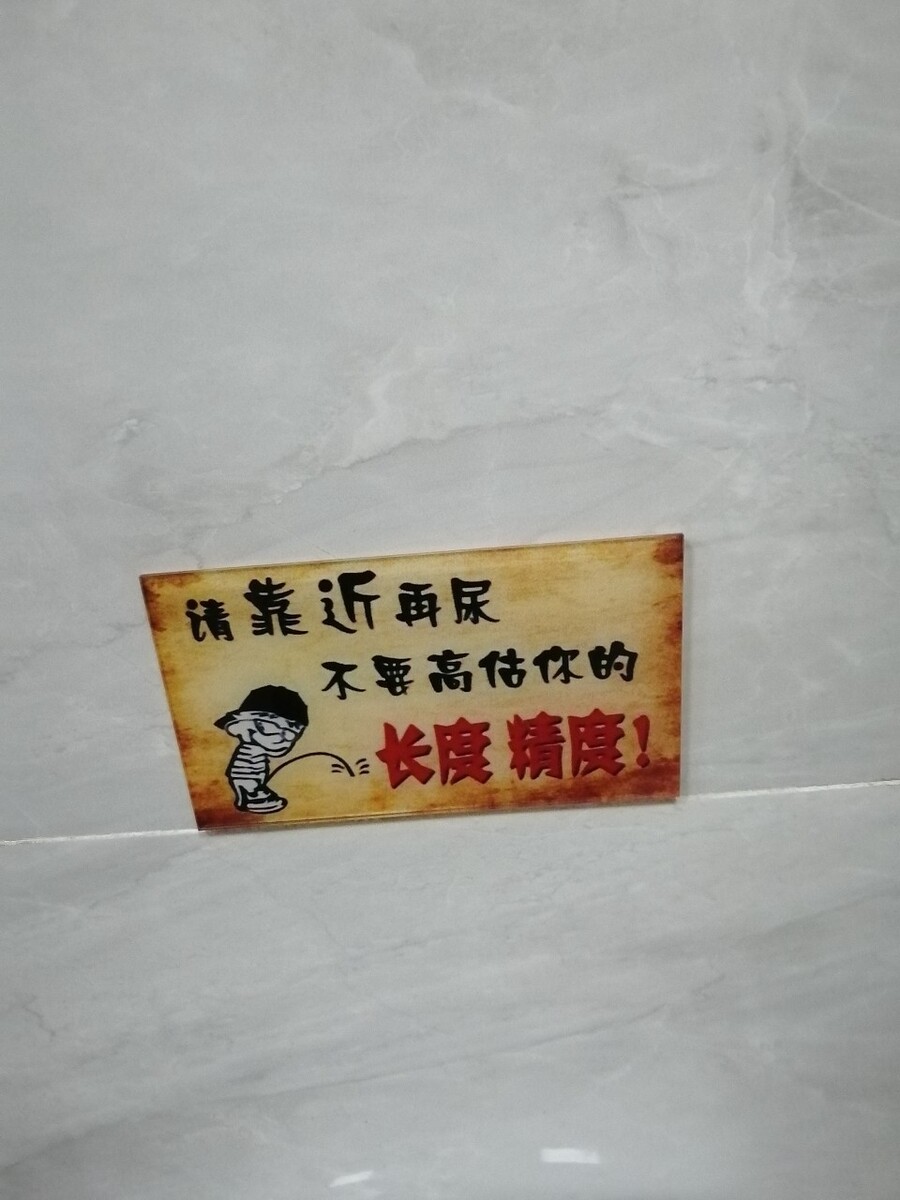 请靠近再尿
不要高估你的
长度 精度!